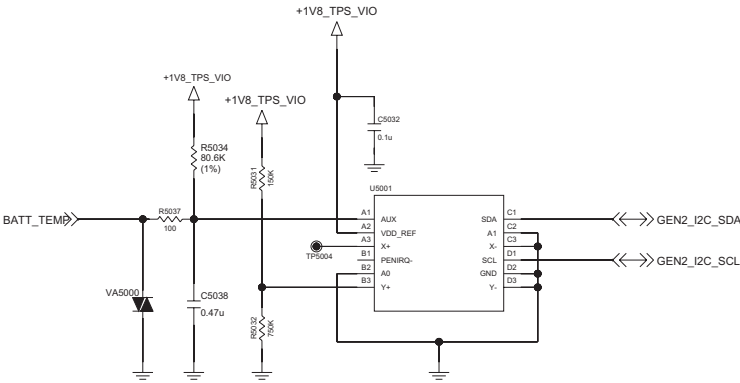 +1V8_TPS_VIO
+1V8_TPS_VIO
+1V8_TPS_VIO
C5032
0.1u
R5034
80.6K
(1%)
R5031
150K
U5001
BATT_TEMP
R5037
100
A1 AUX SDA C1 GEN2_I2C_SDA
A2 VDD_REF A1 C2
A3 X+ X- C3
TP5004
B1 PENIRQ- SCL D1 GEN2_I2C_SCL
B2 A0 GND D2
B3 Y+ Y- D3
VA5000
C5038
0.47u
R5032
750K